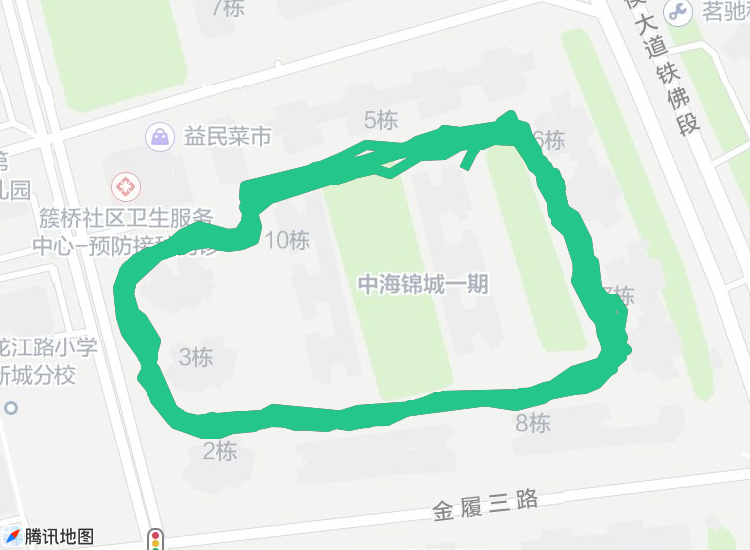 7栋
茗驰
大道铁佛段
5栋
益民菜市
6栋
第
儿园
簇桥社区卫生服务
中心-预防接种门诊
10栋
中海锦城一期
7栋
龙江路小学
新城分校
3栋
8栋
2栋
金履三路
腾讯地图